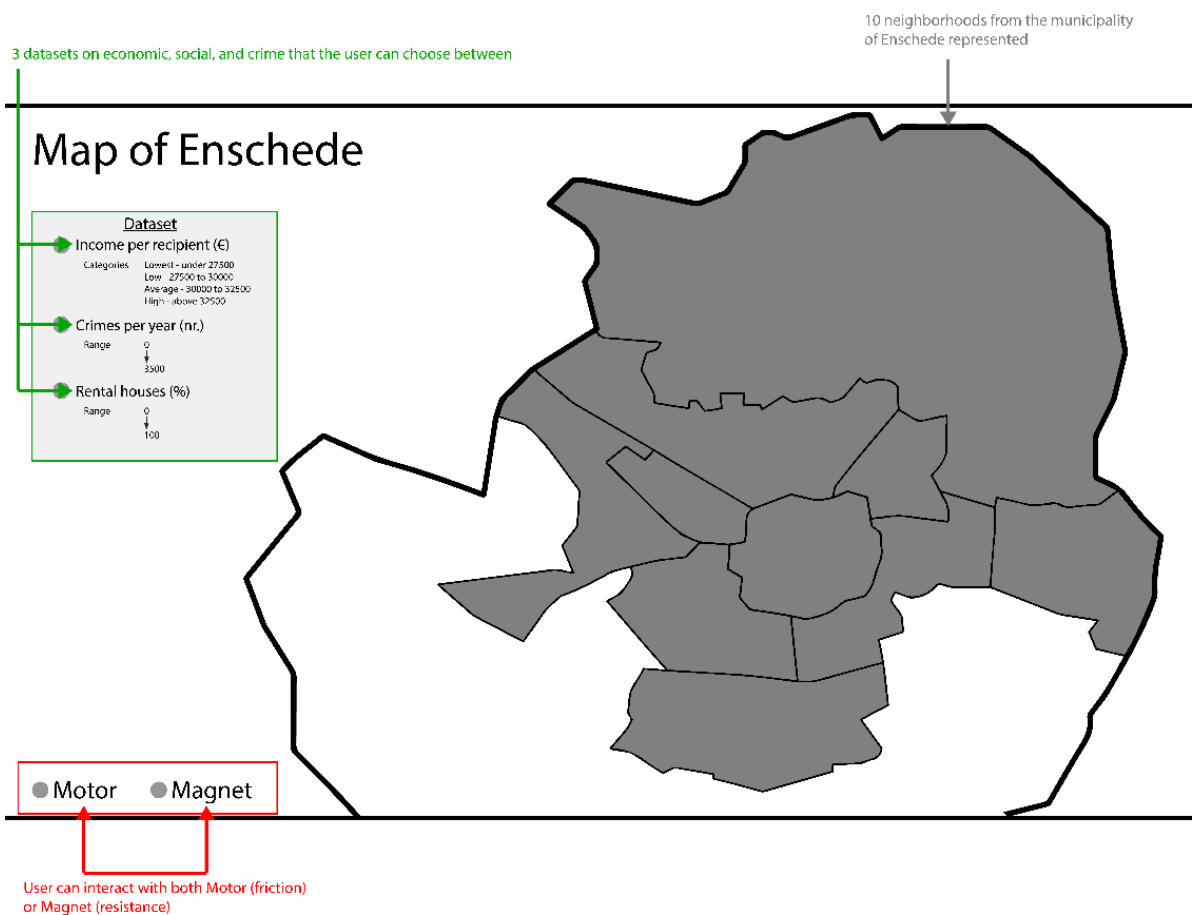 10 neighborhoods from the municipality
of Enschede represented
3 datasets on economic, social, and crime that the user can choose between
Map of Enschede
Dataset
Income per recipient (€)
Categories Lowest - under 27500
Low - 27500 to 30000
Average - 30000 to 32500
High - above 32500
Crimes per year (nr.)
Range 0
3500
Rental houses (%)
Range 0
100
Motor Magnet
User can interact with both Motor (friction)
or Magnet (resistance)